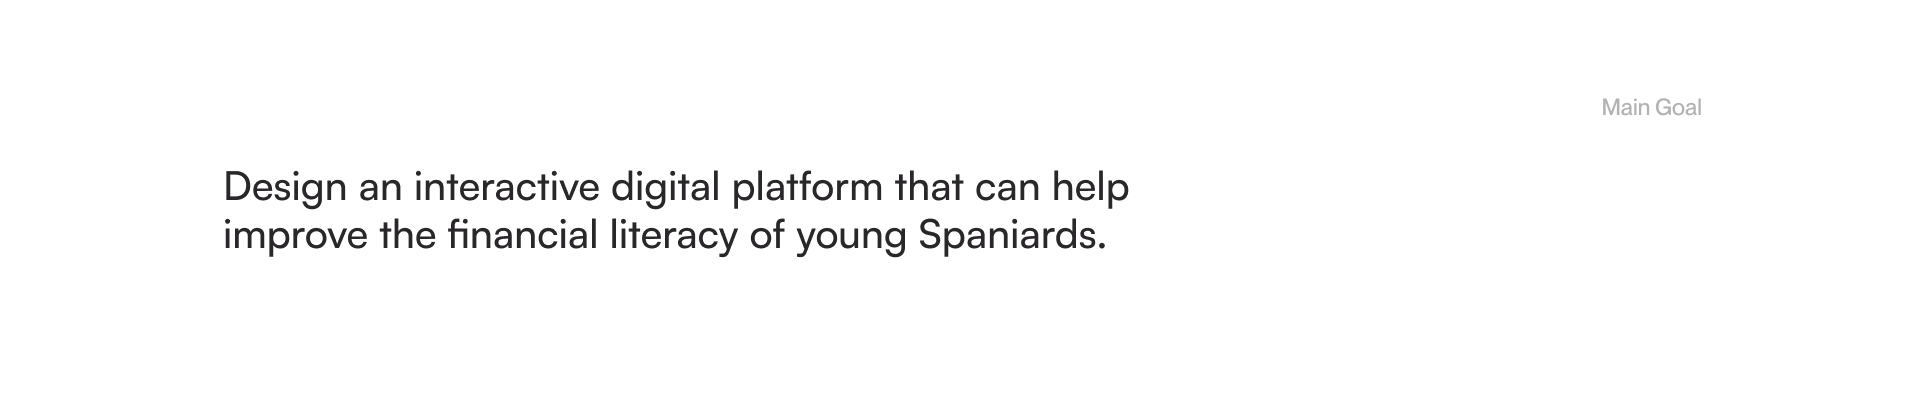 Main Goal
Design an interactive digital platform that can help
improve the financial literacy of young Spaniards.